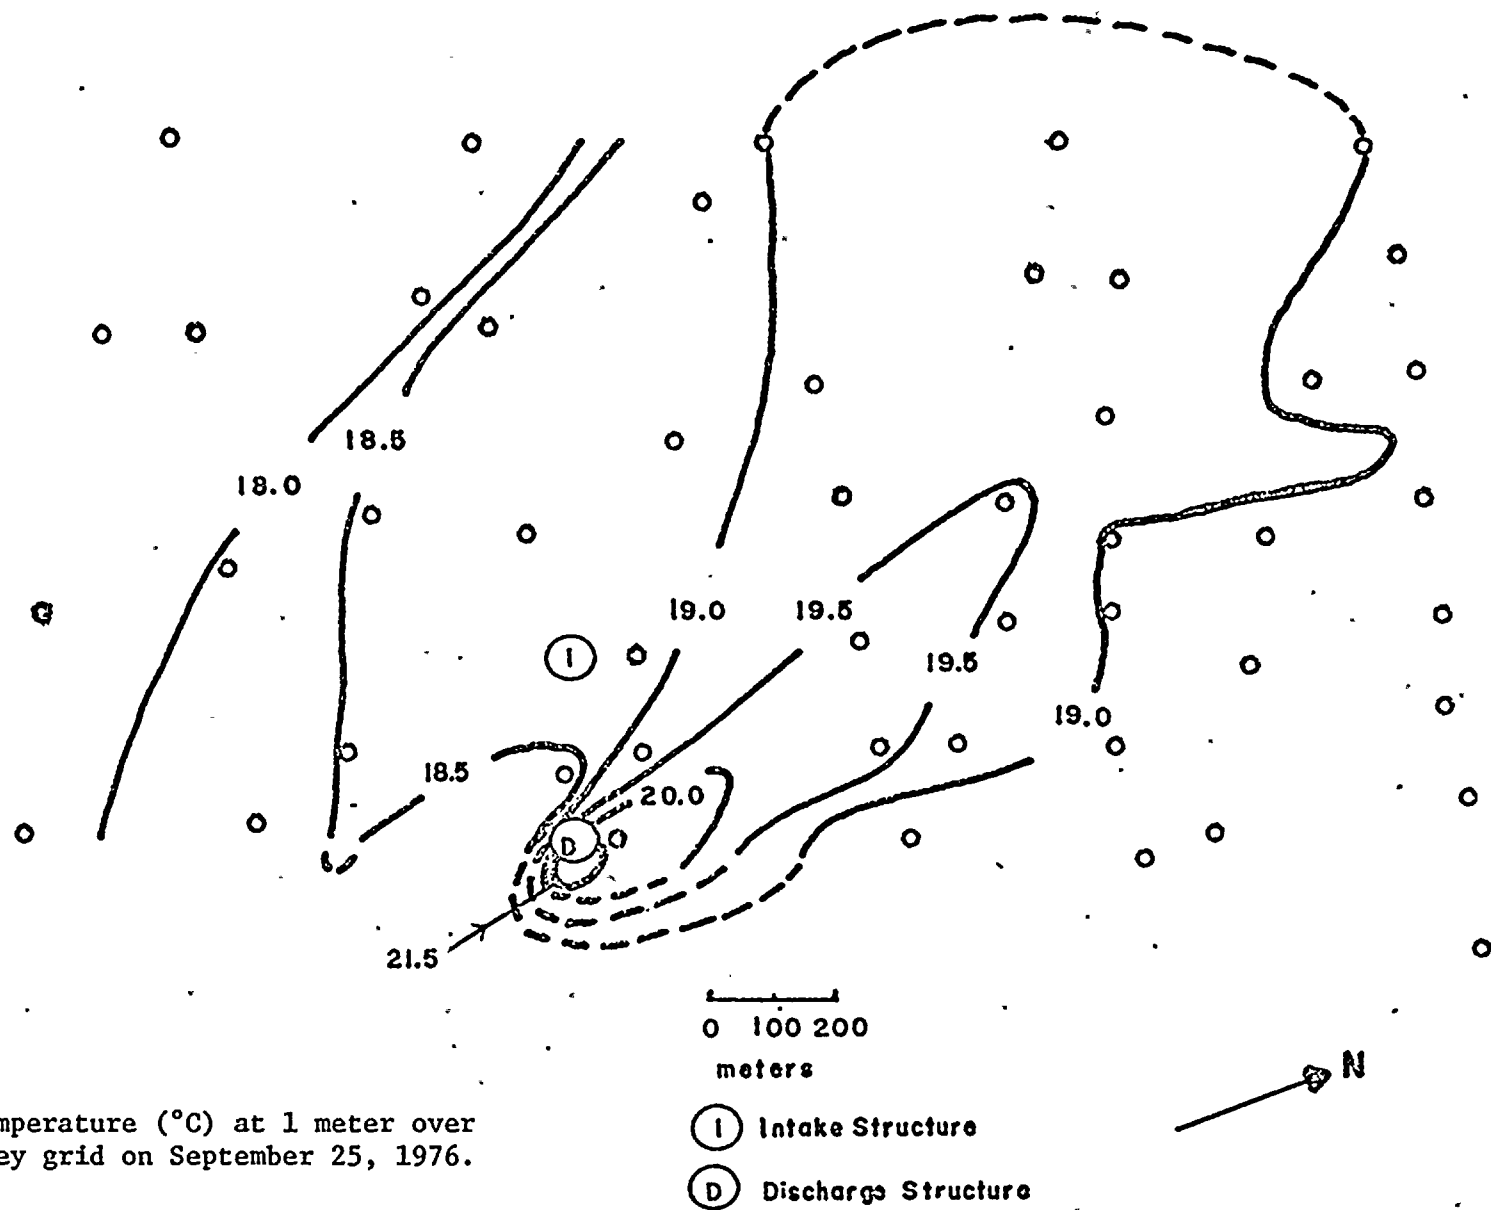 18.5
18.0
19.0
19.5
19.5
19.0
18.5
20.0
D
I
21.5
0 100 200
meters
N
mperature (°C) at 1 meter over
ey grid on September 25, 1976.
I Intake Structure
D Discharge Structure